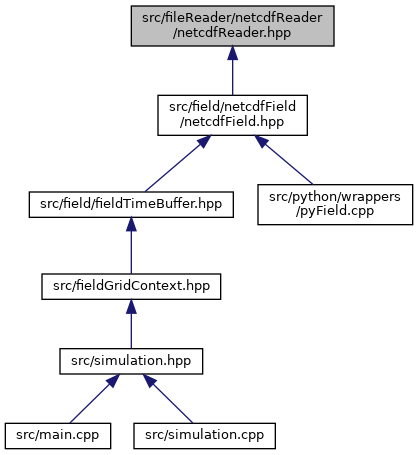 src/fileReader/netcdfReader
/netcdfReader.hpp
src/field/netcdfField
/netcdfField.hpp
src/field/fieldTimeBuffer.hpp
src/python/wrappers
/pyField.cpp
src/fieldGridContext.hpp
src/simulation.hpp
src/main.cpp
src/simulation.cpp